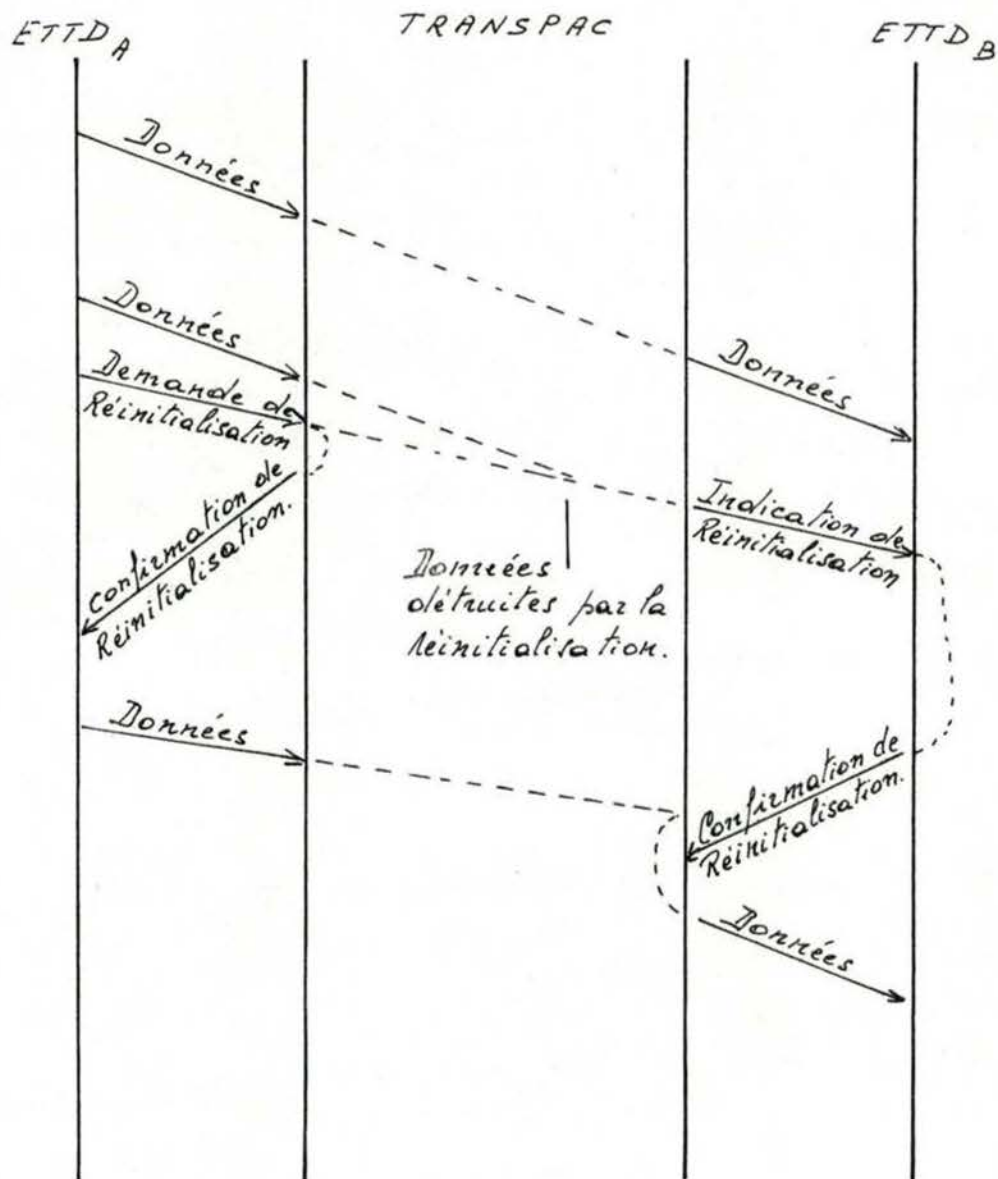 ETTD A
TRANSPAC
ETTD B
Données
Données
Données
Demande de
Réinitialisation
confirmation de
Réinitialisation.
Indication de
Réinitialisation
Données
détruites par la
réinitialisation.
Données
Confirmation de
Réinitialisation.
Données